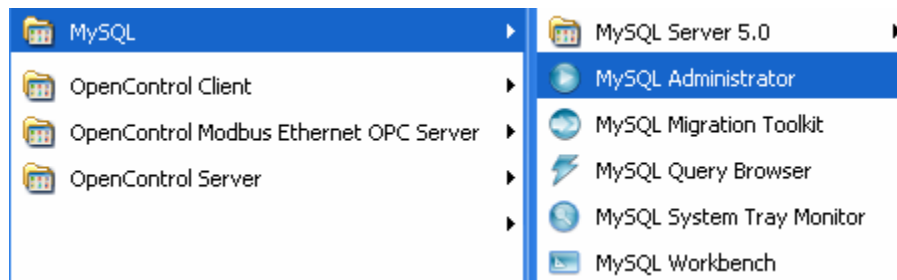 MySQL
OpenControl Client
OpenControl Modbus Ethernet OPC Server
OpenControl Server
MySQL Server 5.0
MySQL Administrator
MySQL Migration Toolkit
MySQL Query Browser
MySQL System Tray Monitor
MySQL Workbench